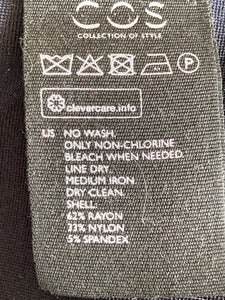 COS
COLLECTION OF STYLE
P
clevercare.info
US NO WASH.
ONLY NON-CHLORINE
BLEACH WHEN NEEDED.
LINE DRY.
MEDIUM IRON
DRY CLEAN.
SHELL:
62% RAYON
33% NYLON
5% SPANDEX